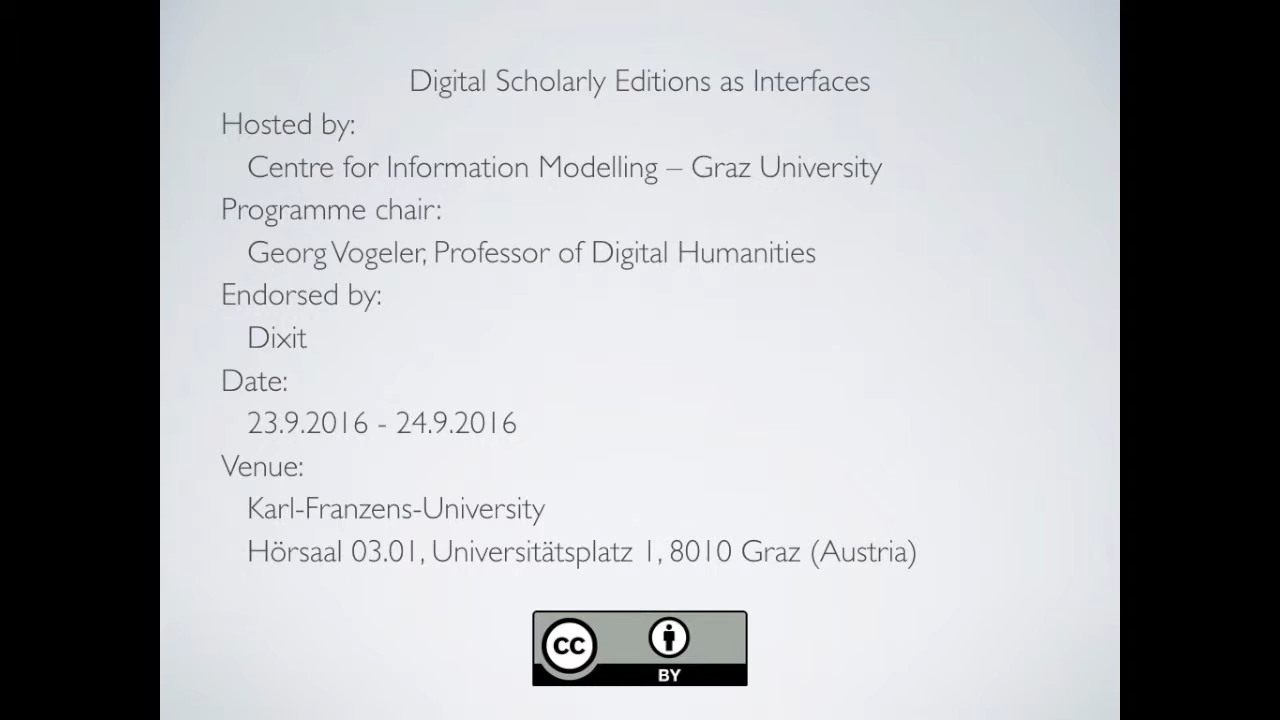 Digital Scholarly Editions as Interfaces
Hosted by:
Centre for Information Modelling – Graz University
Programme chair:
Georg Vogeler, Professor of Digital Humanities
Endorsed by:
Dixit
Date:
23.9.2016 - 24.9.2016
Venue:
Karl-Franzens-University
Hörsaal 03.01, Universitätsplatz 1, 8010 Graz (Austria)
CC
BY